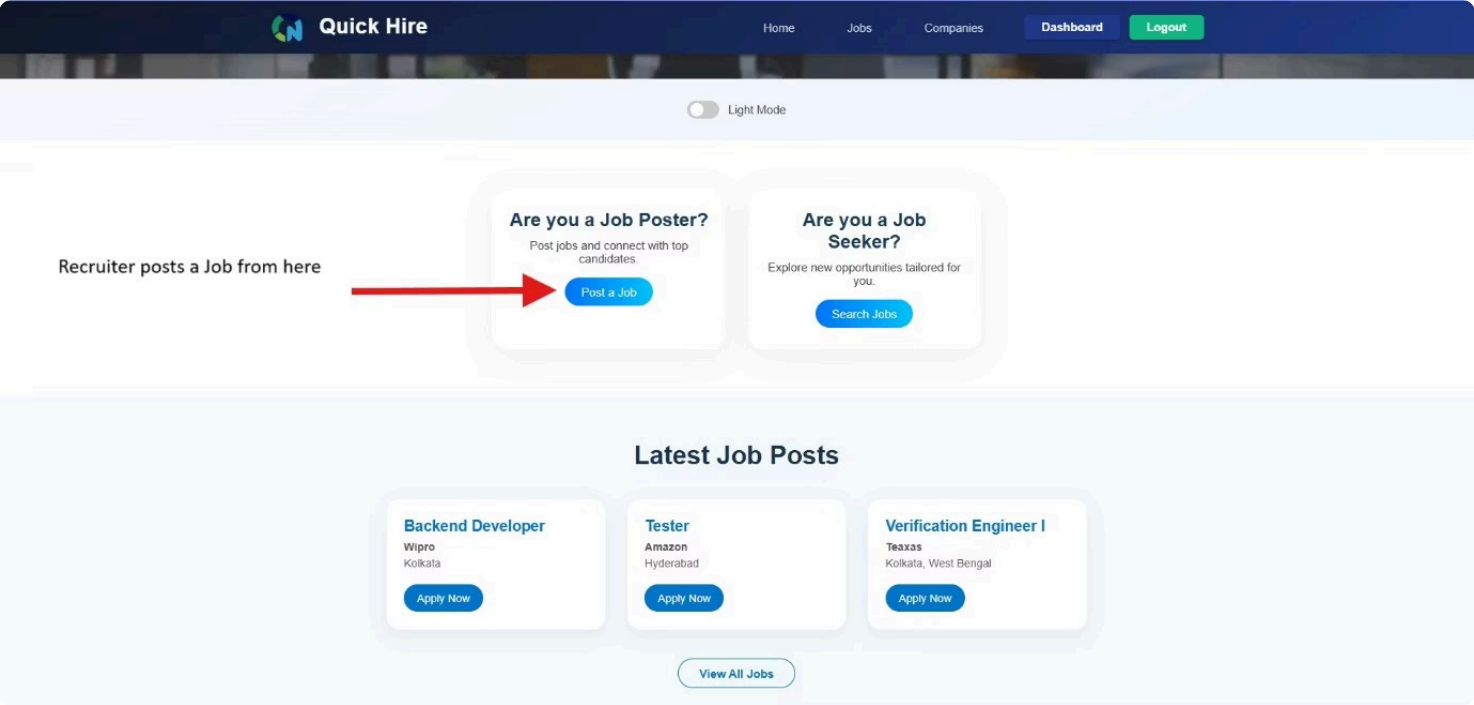 Quick Hire
Home
Jobs
Companies
Dashboard
Logout
Light Mode
Recruiter posts a Job from here
Are you a Job Poster?
Post jobs and connect with top
candidates.
Post a Job
Are you a Job
Seeker?
Explore new opportunities tailored for
you.
Search Jobs
Latest Job Posts
Backend Developer
Wipro
Kolkata
Apply Now
Tester
Amazon
Hyderabad
Apply Now
Verification Engineer I
Teaxas
Kolkata, West Bengal
Apply Now
View All Jobs